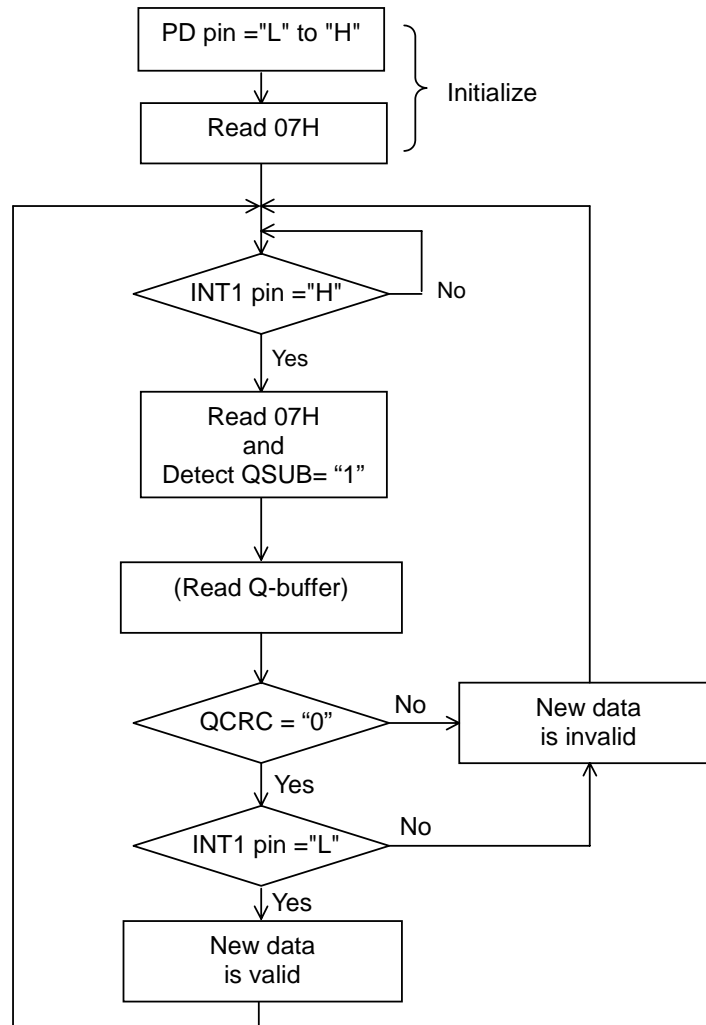 PD pin ="L" to "H"
Initialize
Read 07H
INT1 pin ="H"
No
Yes
Read 07H
and
Detect QSUB= “1”
(Read Q-buffer)
QCRC = “0”
No
New data
is invalid
Yes
INT1 pin ="L"
No
Yes
New data
is valid